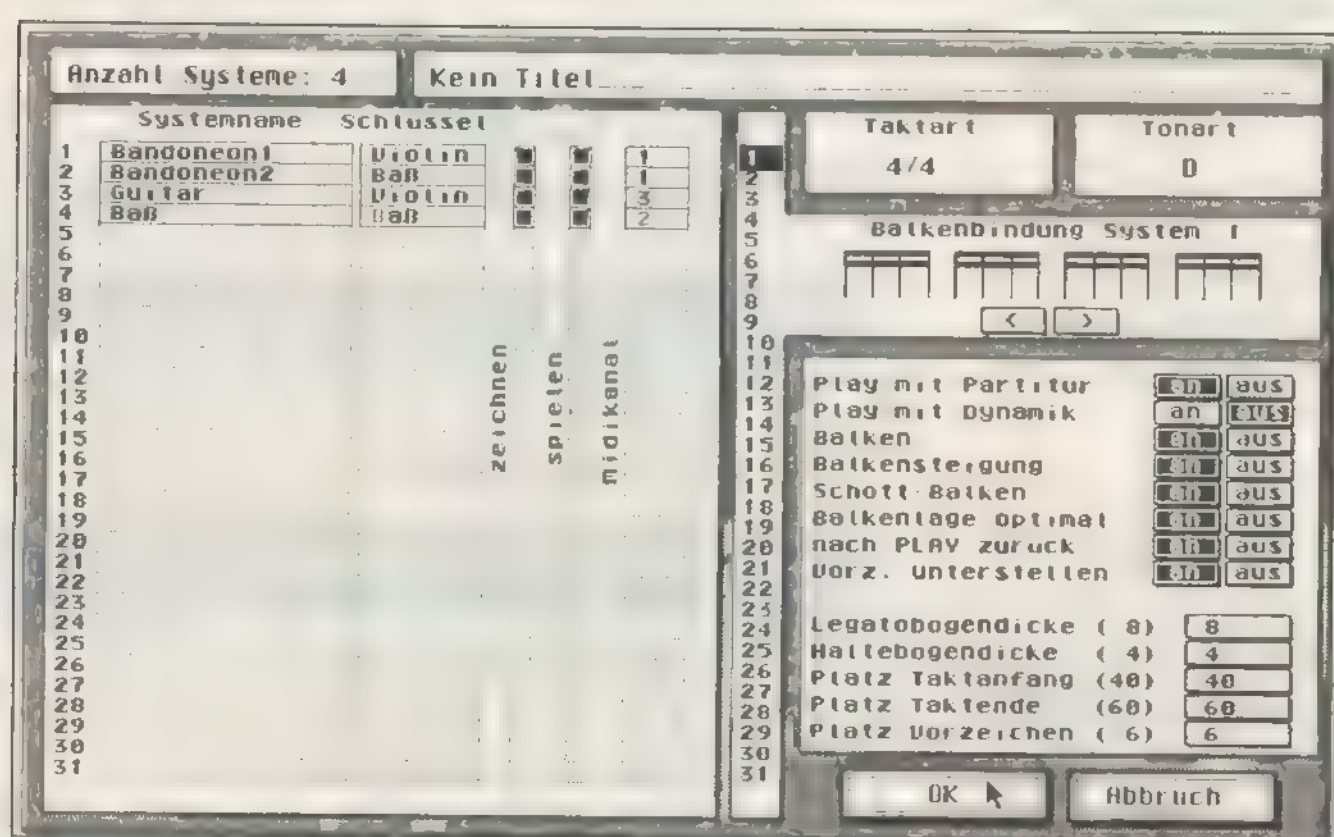 Anzahl Systeme: 4
Kein Titel
Systemname Schlussel
1 Bandoneon1 Violin 1
2 Bandoneon2 Baß 1
3 Guitar Violin 3
4 Baß Baß 2
5
6
7
8
9
10
11
12
13
14
15
16
17
18
19
20
21
22
23
24
25
26
27
28
29
30
31
zeichnen
spielen
midikanal
1
2
3
4
5
6
7
8
9
10
11
12
13
14
15
16
17
18
19
20
21
22
23
24
25
26
27
28
29
30
31
Taktart
4/4
Tonart
D
Balkenbindung System 1
< >
Play mit Partitur an aus
Play mit Dynamik an aus
Balken an aus
Balkensteigung an aus
Schott-Balken an aus
Balkenlage optimal an aus
nach PLAY zuruck an aus
Vorz. unterstellen an aus
Legatobogendicke ( 8) 8
Haltebogendicke ( 4) 4
Platz Taktanfang (40) 40
Platz Taktende (60) 60
Platz Vorzeichen ( 6) 6
OK
Abbruch